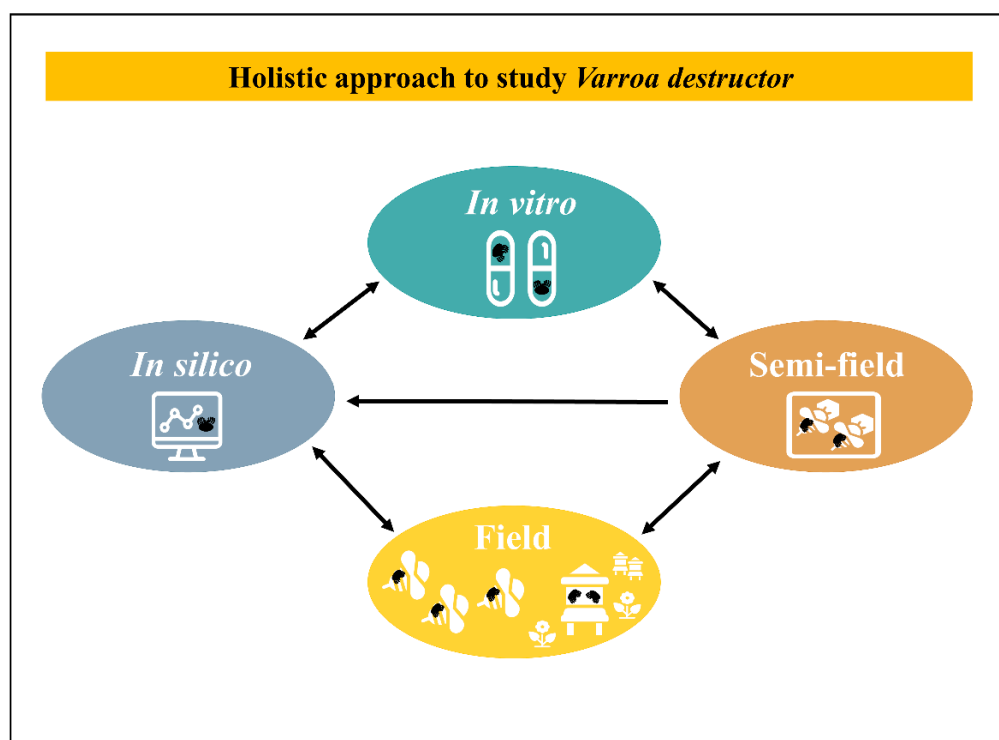 Holistic approach to study Varroa destructor
In vitro
In silico
Semi-field
Field